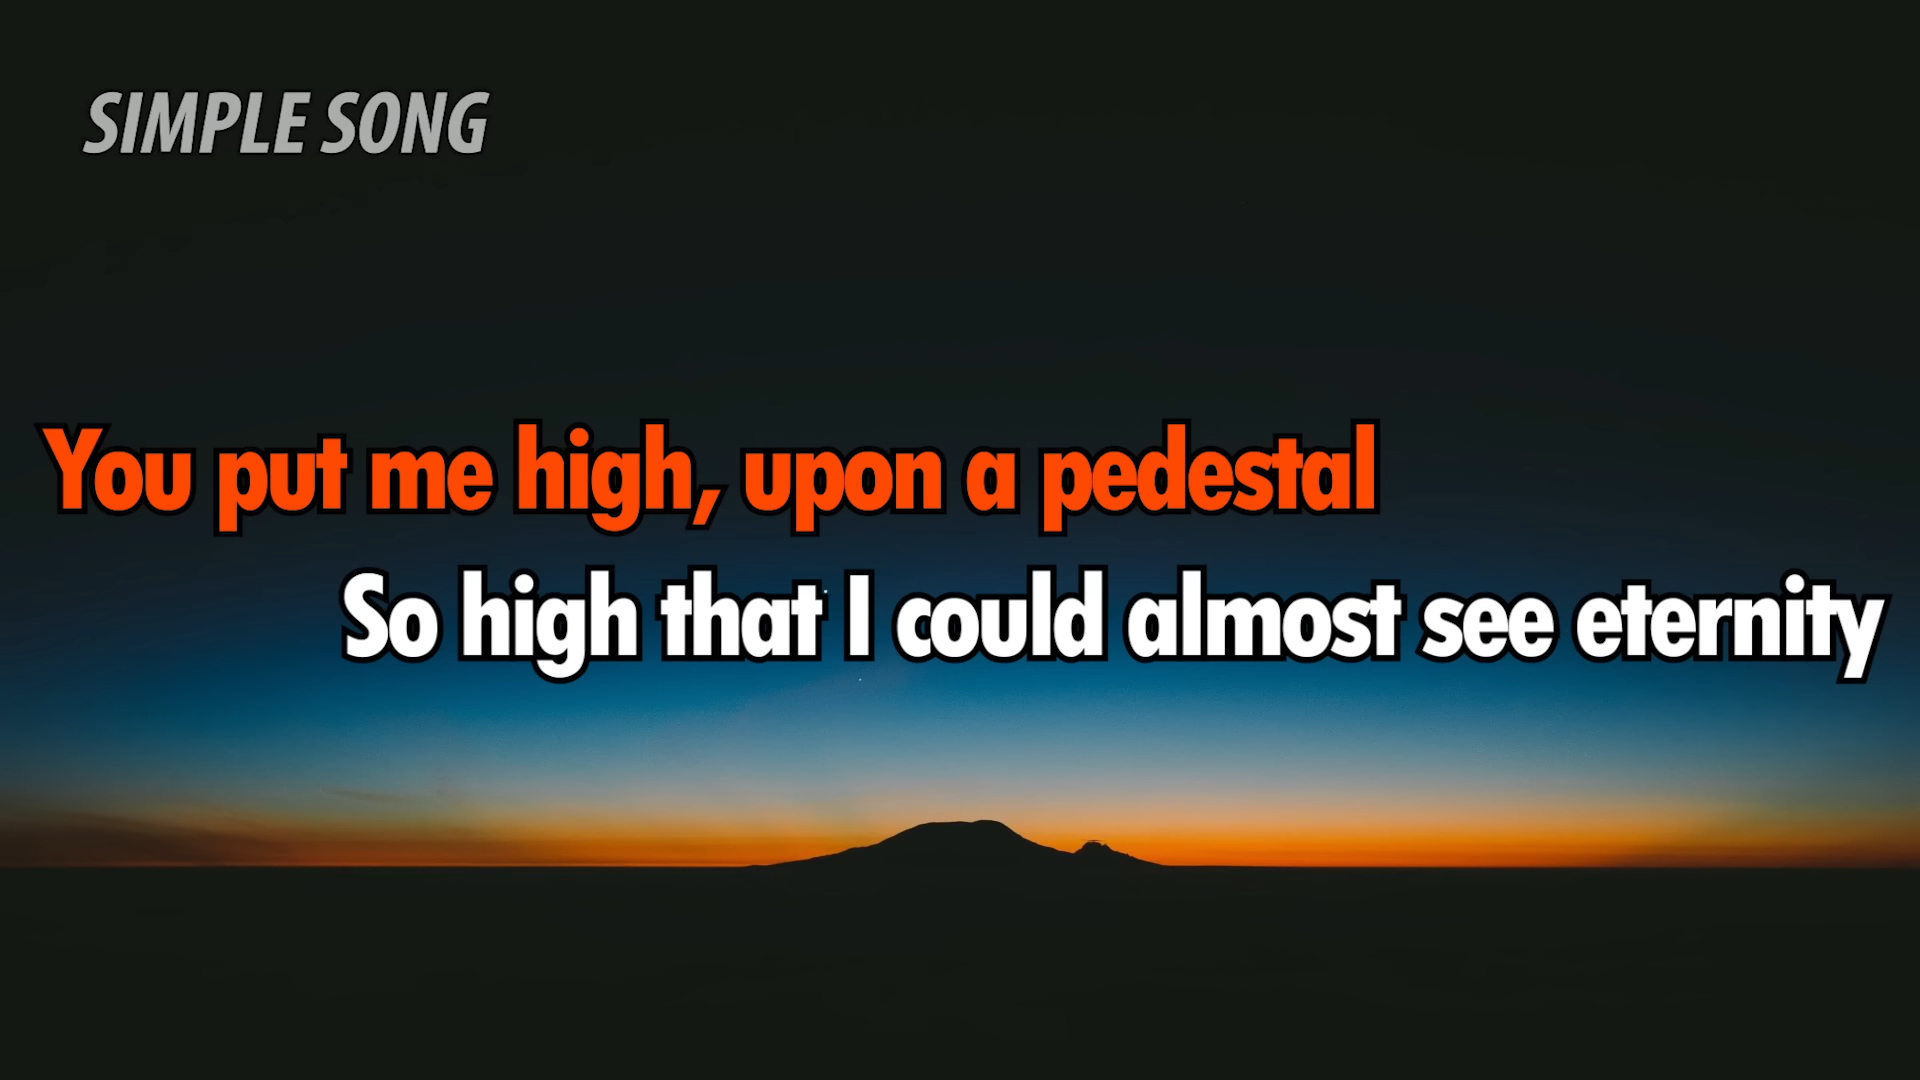 SIMPLE SONG
You put me high, upon a pedestal
So high that I could almost see eternity